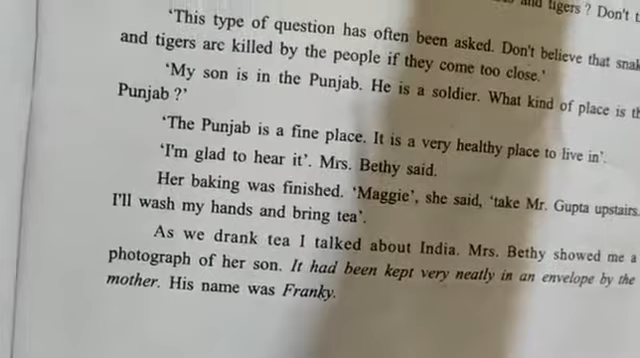 and tigers ? Don't
'This type of question has often been asked. Don't believe that
and tigers are killed by the people if they come too close.'
'My son is in the Punjab. He is a soldier. What kind of place is
Punjab ?'
'The Punjab is a fine place. It is a very healthy place to live in'.
'I'm glad to hear it'. Mrs. Bethy said.
Her baking was finished. 'Maggie', she said, 'take Mr. Gupta upstairs.
I'll wash my hands and bring tea'.
As we drank tea I talked about India. Mrs. Bethy showed me a
photograph of her son. It had been kept very neatly in an envelope by the
mother. His name was Franky.